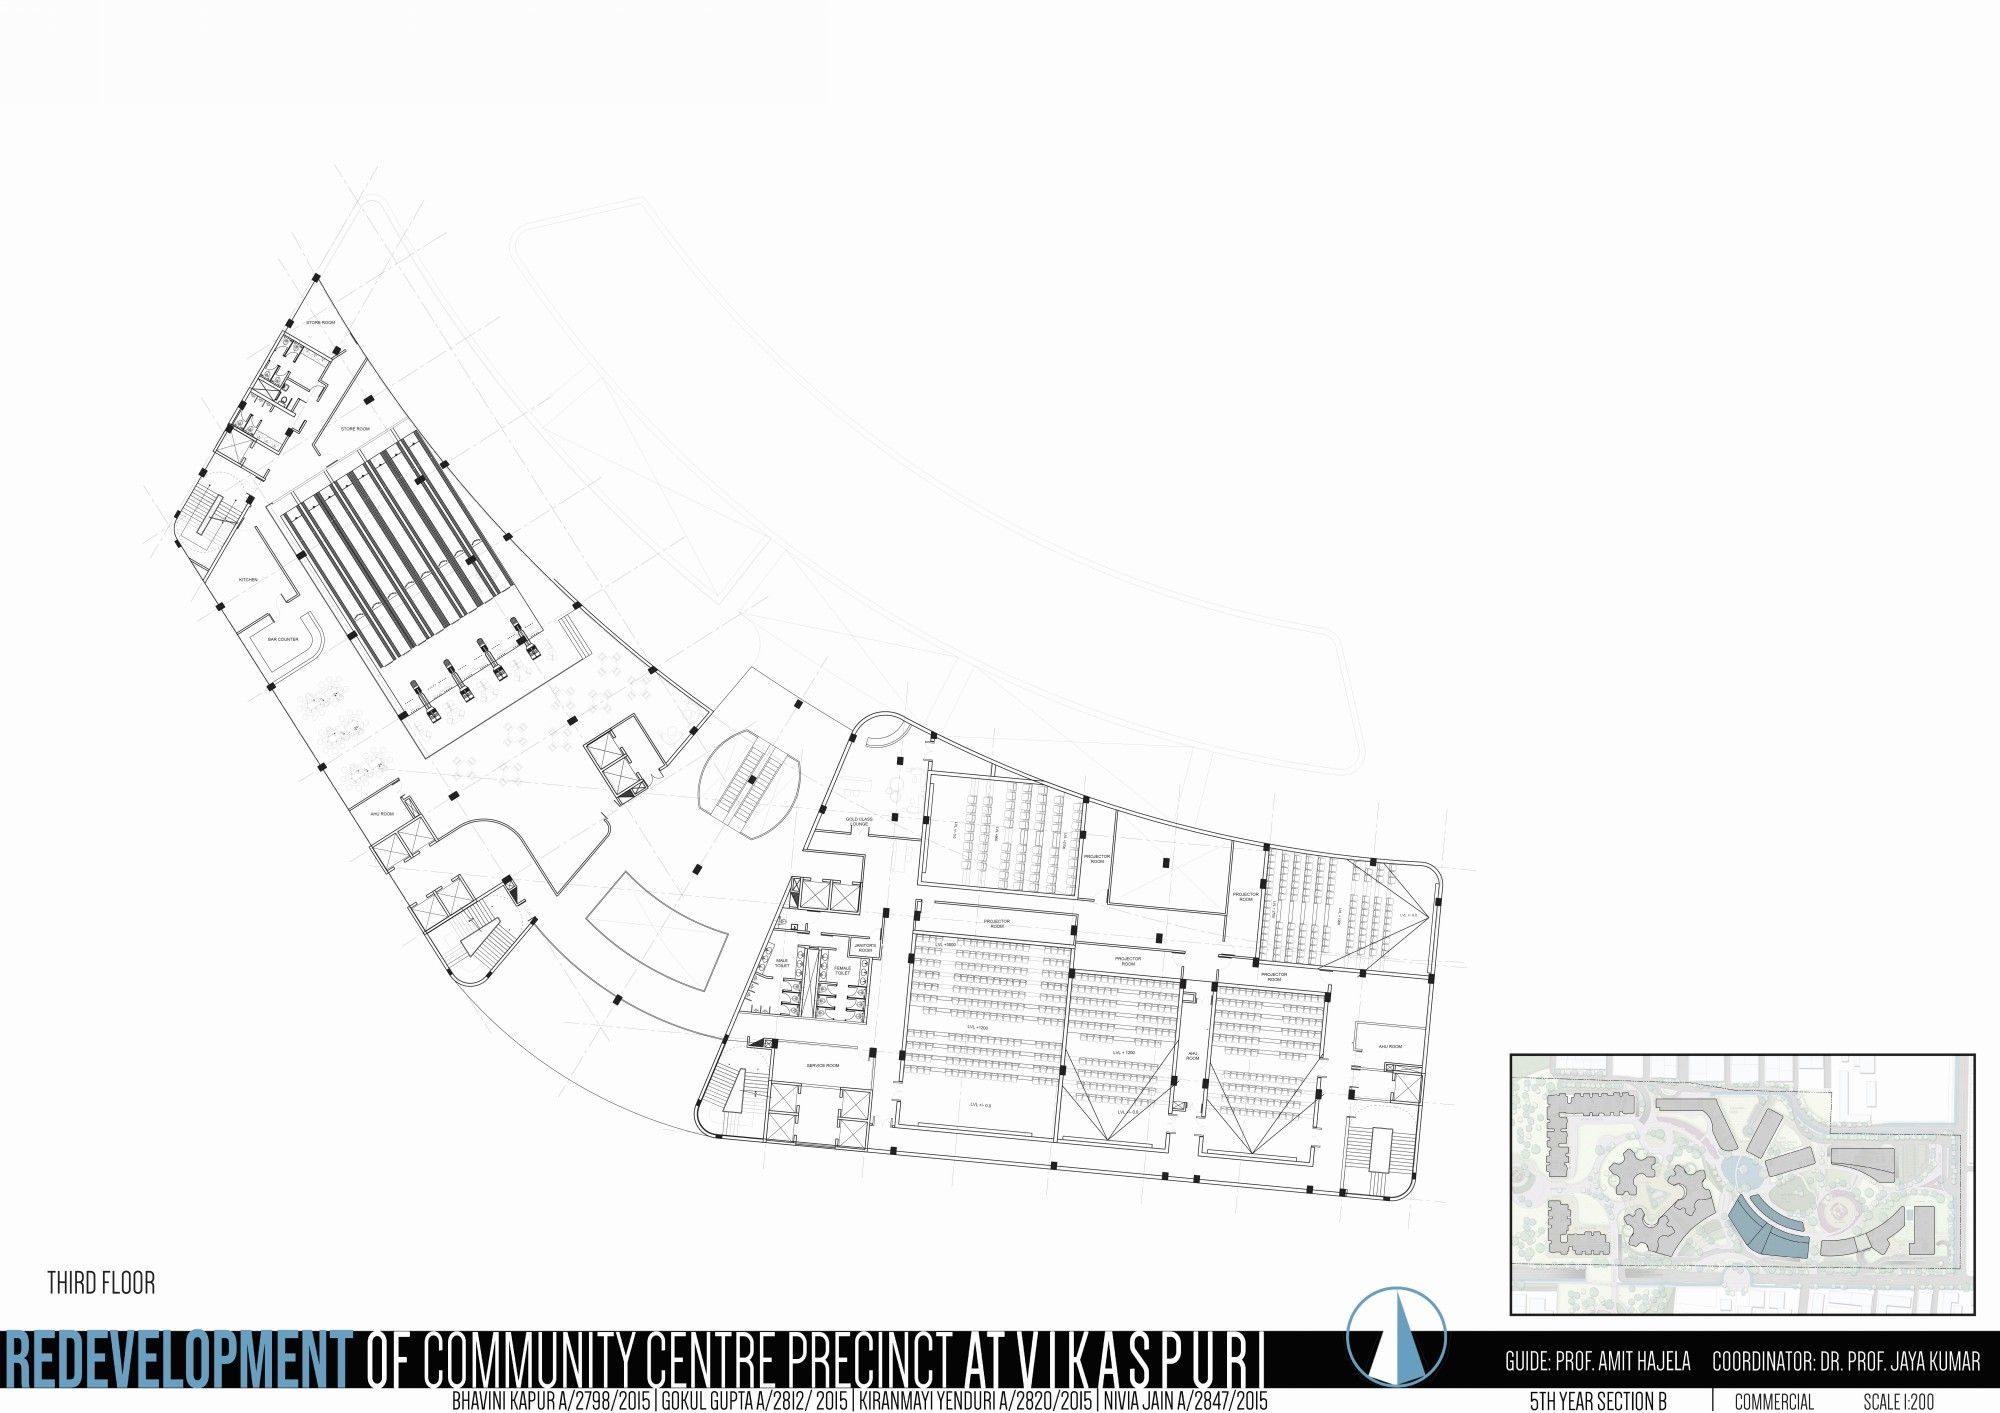 STORE ROOM
STORE ROOM
KITCHEN
BAR COUNTER
AHU ROOM
GOLD CLASS
LOUNGE
PROJECTOR
ROOM
PROJECTOR
ROOM
PROJECTOR
ROOM
PROJECTOR
ROOM
PROJECTOR
ROOM
JANITOR'S
ROOM
MALE
TOILET
FEMALE
TOILET
LVL +1200
LVL + 1200
AHU
ROOM
AHU ROOM
SERVICE ROOM
LVL +/- 0.0
LVL +/- 0.0
LVL +/- 0.0
THIRD FLOOR
REDEVELOPMENT OF COMMUNITY CENTRE PRECINCT AT VIKASPURI
GUIDE: PROF. AMIT HAJELA COORDINATOR: DR. PROF. JAYA KUMAR
BHAVINI KAPUR A/2798/2015 | GOKUL GUPTA A/2812/ 2015 | KIRANMAYI YENDURI A/2820/2015 | NIVIA JAIN A/2847/2015
5TH YEAR SECTION B | COMMERCIAL SCALE 1:200